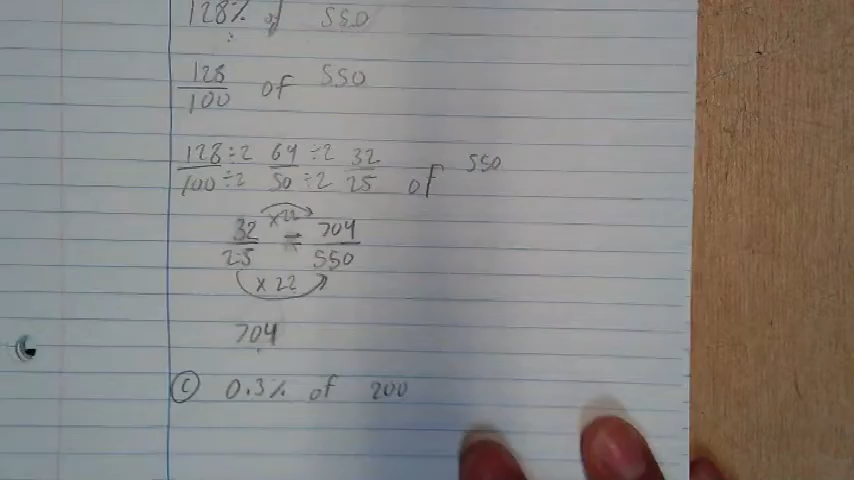 128% of 550
128/100 of 550
128÷2/100÷2 64÷2/50÷2 32/25 of 550
×22
32/25 = 704/550
×22
704
(c) 0.3% of 200